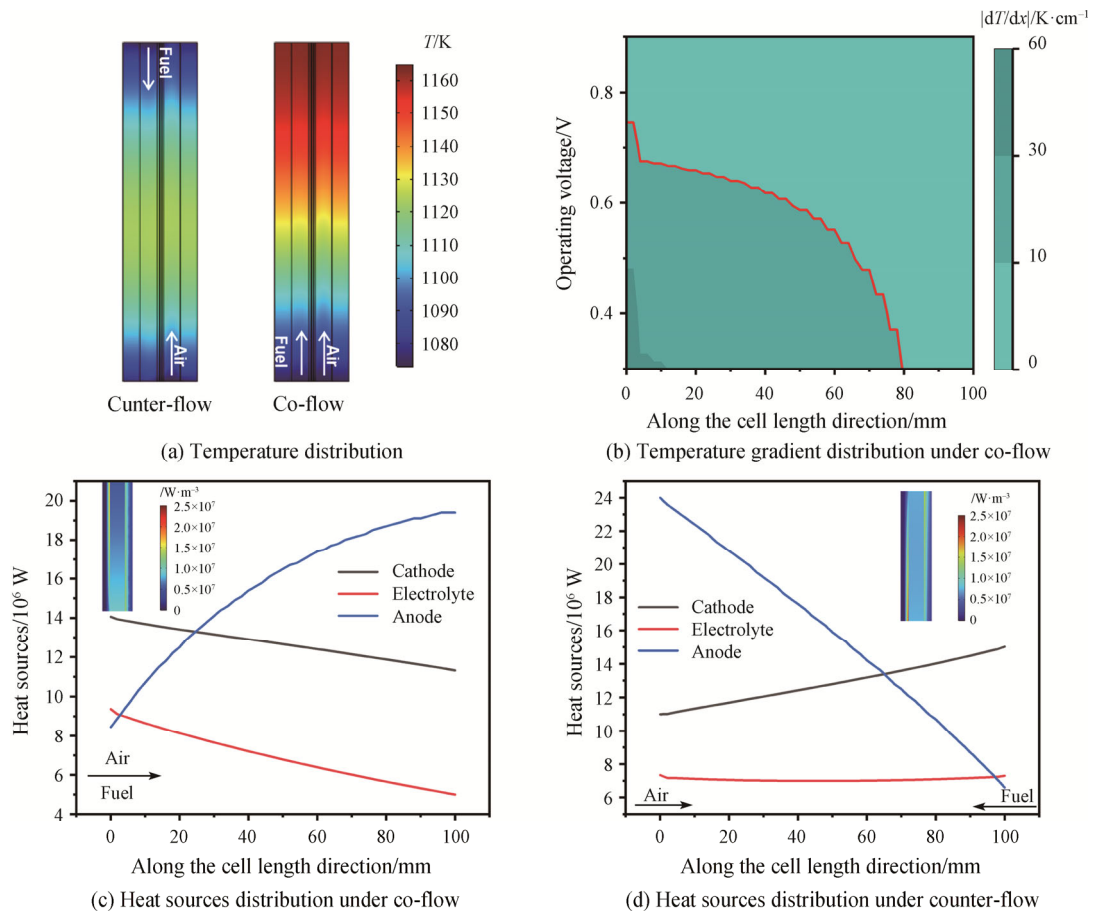 T/K
Fuel
1160
1150
1140
1130
1120
1110
1100
1090
1080
Air
Fuel
Air
Cunter-flow
Co-flow
(a) Temperature distribution
|dT/dx|/K·cm⁻¹
60
30
10
0
Operating voltage/V
0.8
0.6
0.4
0 20 40 60 80 100
Along the cell length direction/mm
(b) Temperature gradient distribution under co-flow
Heat sources/10⁶ W
20
18
16
14
12
10
8
6
4
/W·m⁻³
2.5×10⁷
2.0×10⁷
1.5×10⁷
1.0×10⁷
0.5×10⁷
0
Cathode
Electrolyte
Anode
Air
Fuel
0 20 40 60 80 100
Along the cell length direction/mm
(c) Heat sources distribution under co-flow
Heat sources/10⁶ W
24
22
20
18
16
14
12
10
8
6
/W·m⁻³
2.5×10⁷
2.0×10⁷
1.5×10⁷
1.0×10⁷
0.5×10⁷
0
Cathode
Electrolyte
Anode
Air
Fuel
0 20 40 60 80 100
Along the cell length direction/mm
(d) Heat sources distribution under counter-flow